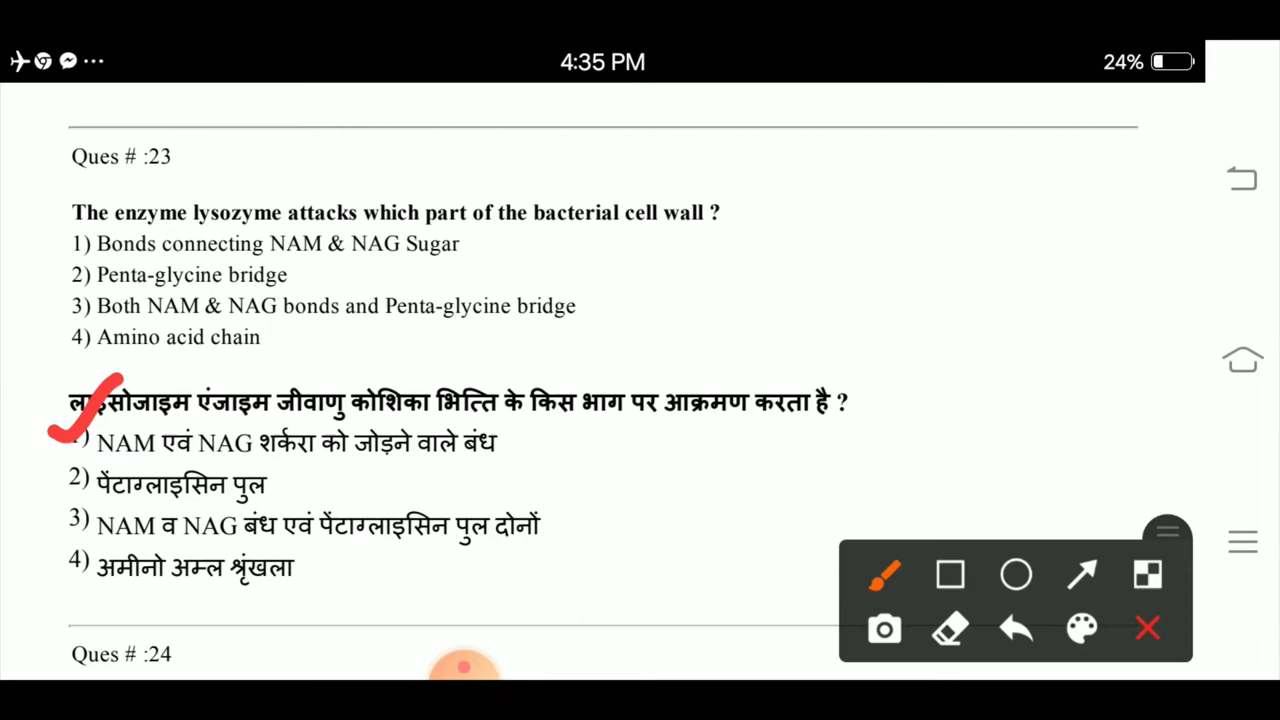 4:35 PM
24%
Ques # :23
The enzyme lysozyme attacks which part of the bacterial cell wall ?
1) Bonds connecting NAM & NAG Sugar
2) Penta-glycine bridge
3) Both NAM & NAG bonds and Penta-glycine bridge
4) Amino acid chain
लाइसोजाइम एंजाइम जीवाणु कोशिका भित्ति के किस भाग पर आक्रमण करता है ?
1) NAM एवं NAG शर्करा को जोड़ने वाले बंध
2) पेंटाग्लाइसिन पुल
3) NAM व NAG बंध एवं पेंटाग्लाइसिन पुल दोनों
4) अमीनो अम्ल श्रृंखला
Ques # :24